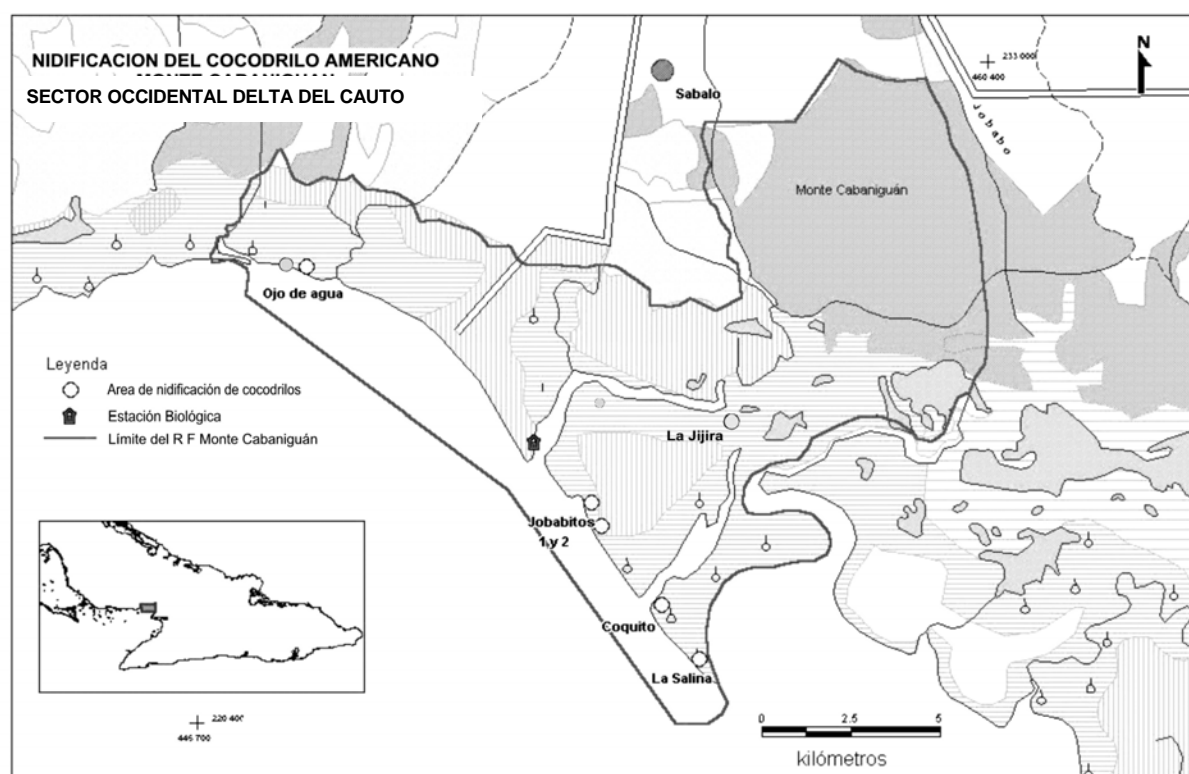 NIDIFICACION DEL COCODRILO AMERICANO
MONTE CABANIGUAN
SECTOR OCCIDENTAL DELTA DEL CAUTO
233 000
460 400
N
Sabalo
Jobabo
Monte Cabaniguán
Ojo de agua
Leyenda
Area de nidificación de cocodrilos
Estación Biológica
Límite del R F Monte Cabaniguán
La Jijira
Jobabitos
1 y 2
Coquito
La Salina
220 400
446 700
0 2.5 5
kilómetros